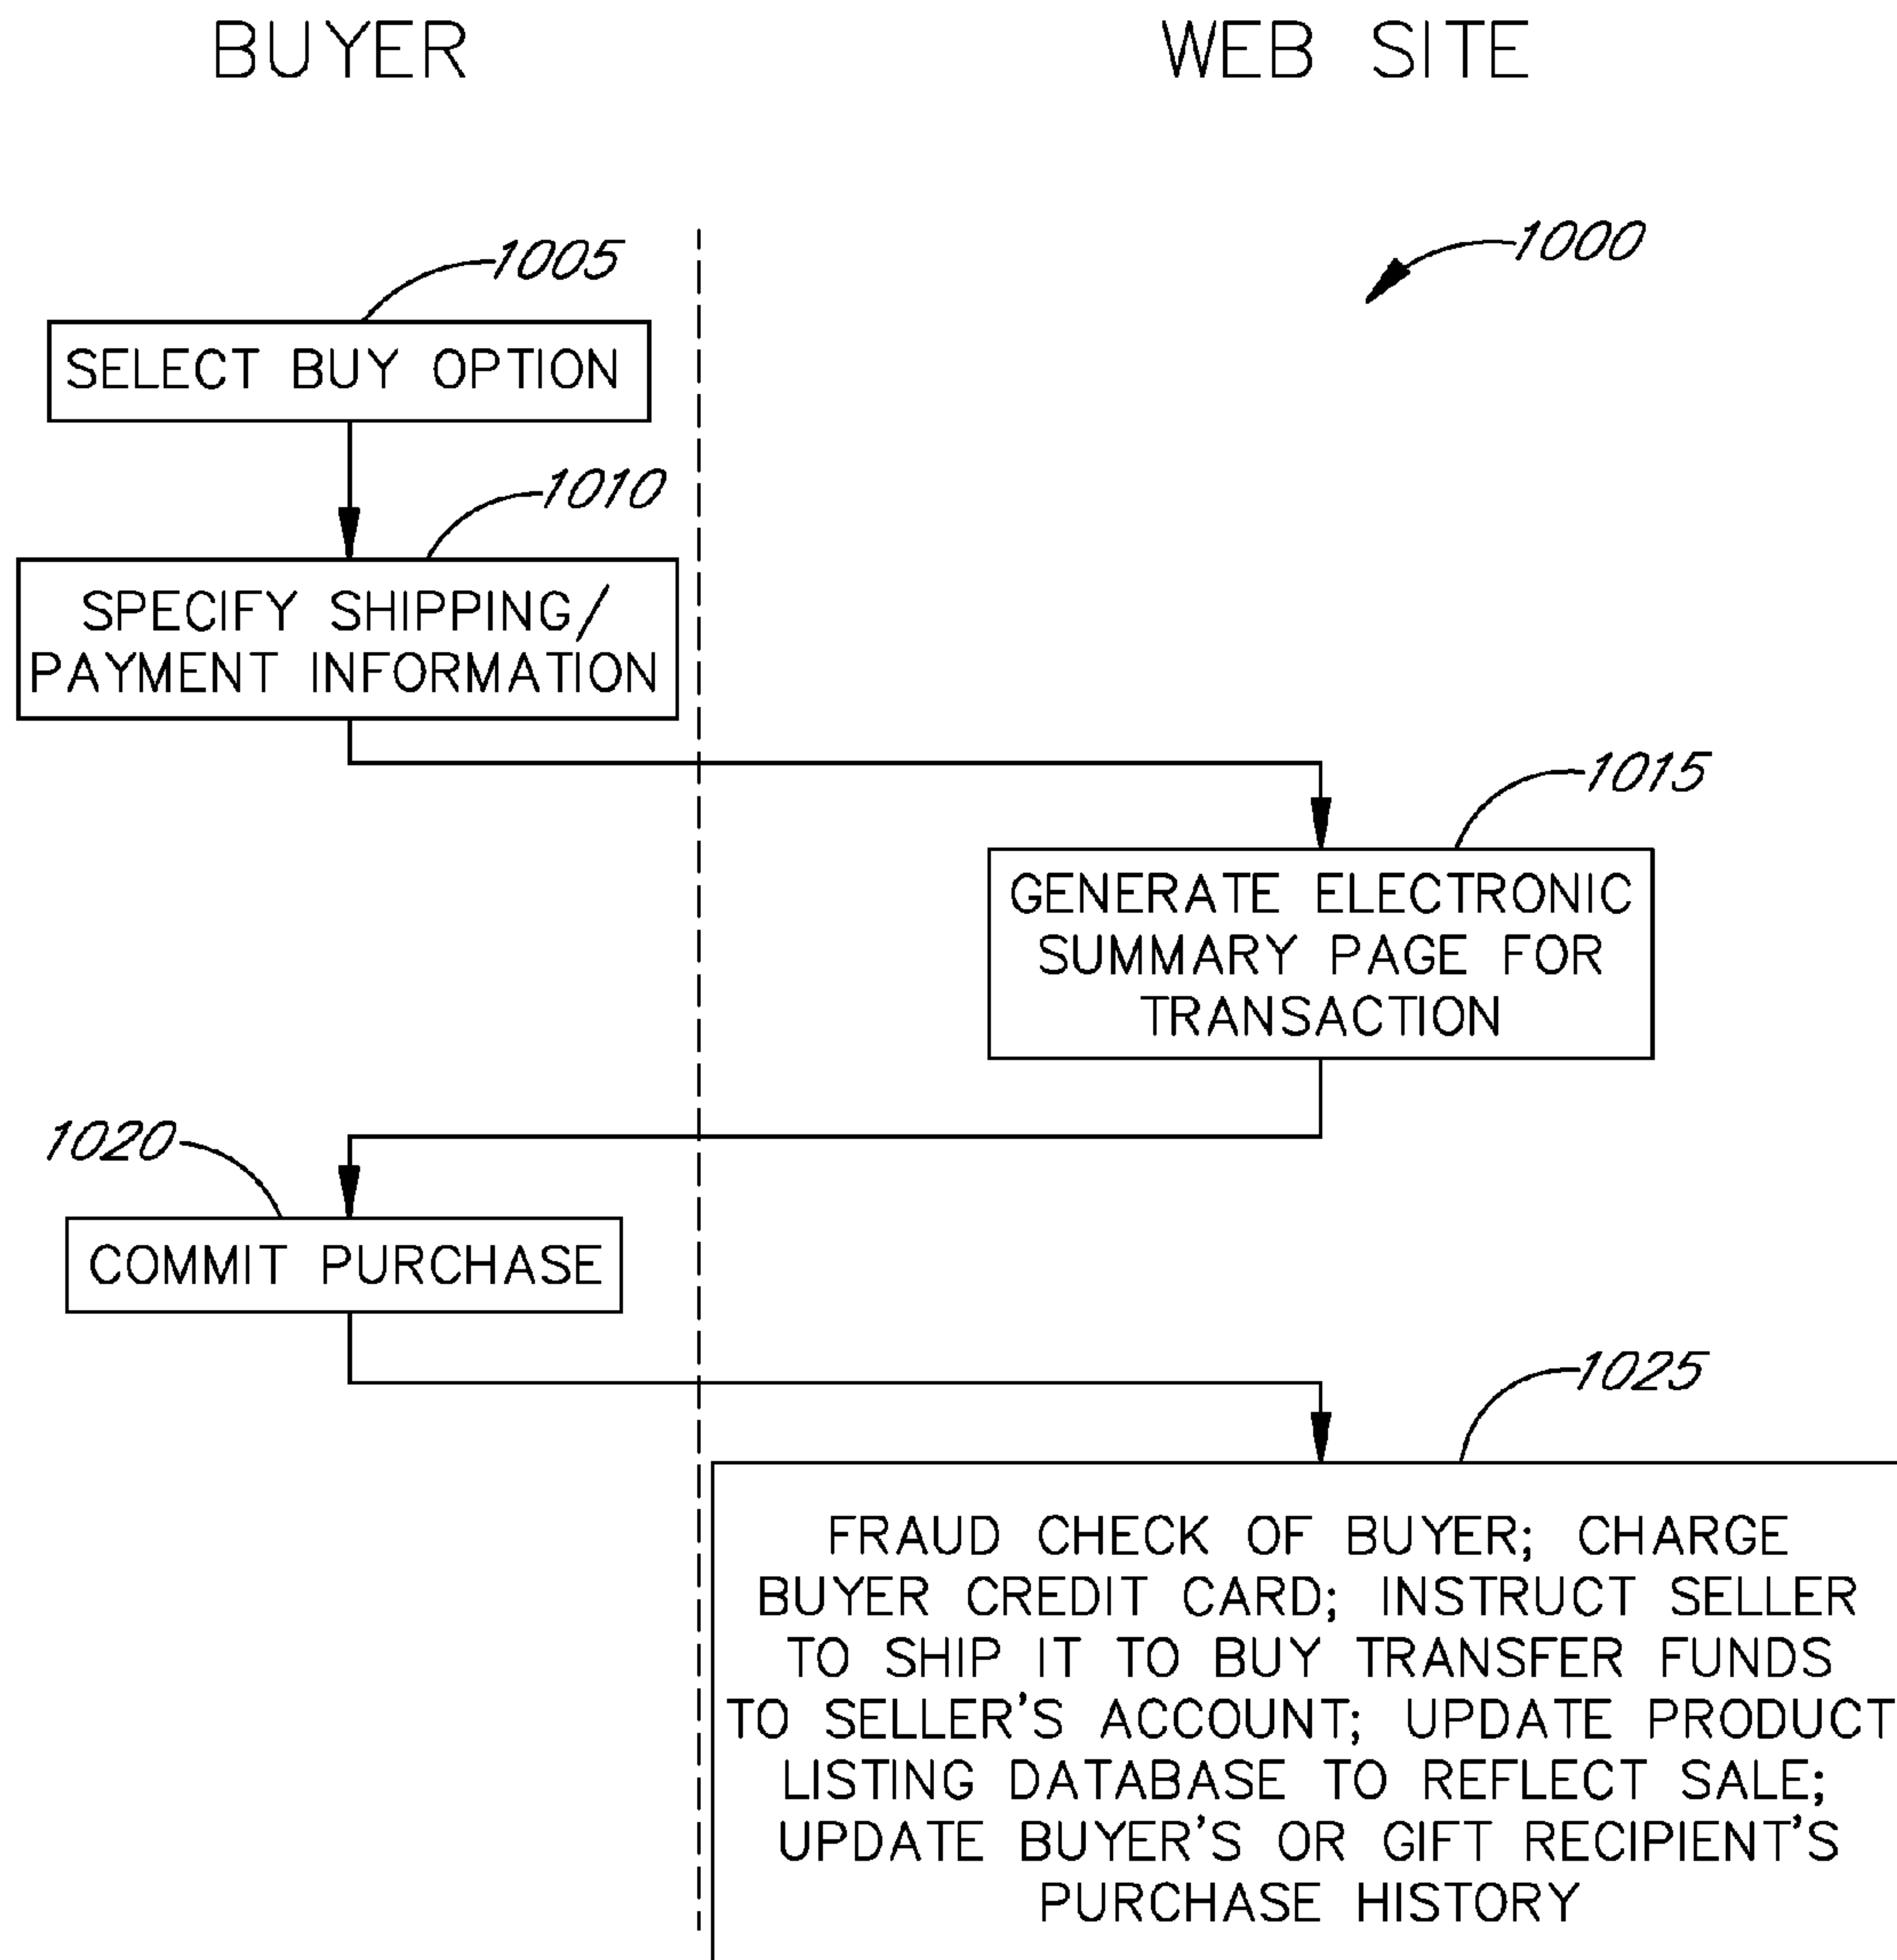 BUYER
WEB SITE
1005
1000
SELECT BUY OPTION
1010
SPECIFY SHIPPING/
PAYMENT INFORMATION
1015
GENERATE ELECTRONIC
SUMMARY PAGE FOR
TRANSACTION
1020
COMMIT PURCHASE
1025
FRAUD CHECK OF BUYER; CHARGE
BUYER CREDIT CARD; INSTRUCT SELLER
TO SHIP IT TO BUY TRANSFER FUNDS
TO SELLER'S ACCOUNT; UPDATE PRODUCT
LISTING DATABASE TO REFLECT SALE;
UPDATE BUYER'S OR GIFT RECIPIENT'S
PURCHASE HISTORY